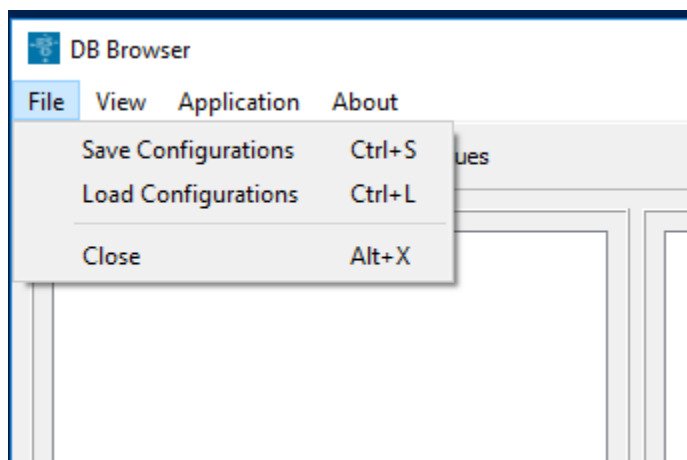 DB Browser
File View Application About
Save Configurations Ctrl+S
Load Configurations Ctrl+L
Close Alt+X